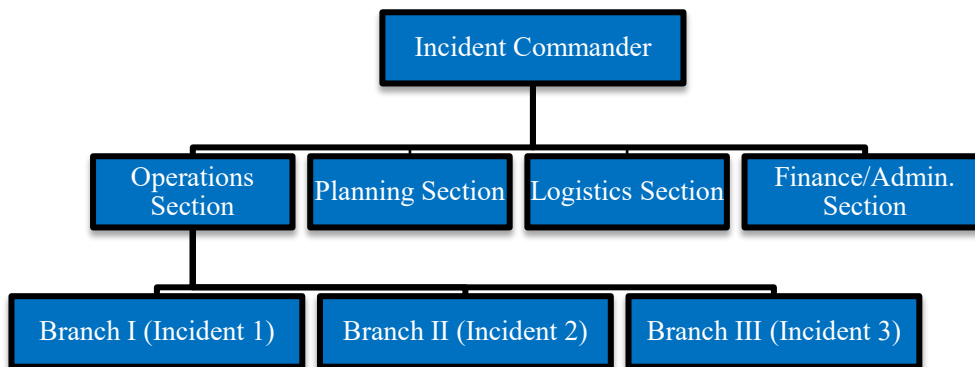 Incident Commander
Operations
Section
Planning Section
Logistics Section
Finance/Admin.
Section
Branch I (Incident 1)
Branch II (Incident 2)
Branch III (Incident 3)